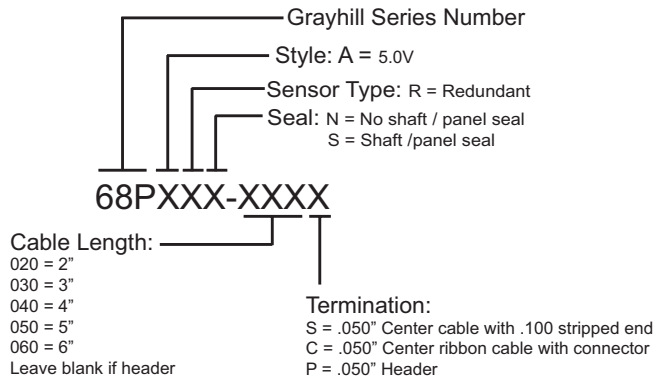 Grayhill Series Number
Style: A = 5.0V
Sensor Type: R = Redundant
Seal: N = No shaft / panel seal
S = Shaft /panel seal
68PXXX-XXXX
Cable Length:
020 = 2”
030 = 3”
040 = 4”
050 = 5”
060 = 6”
Leave blank if header
Termination:
S = .050” Center cable with .100 stripped end
C = .050” Center ribbon cable with connector
P = .050” Header